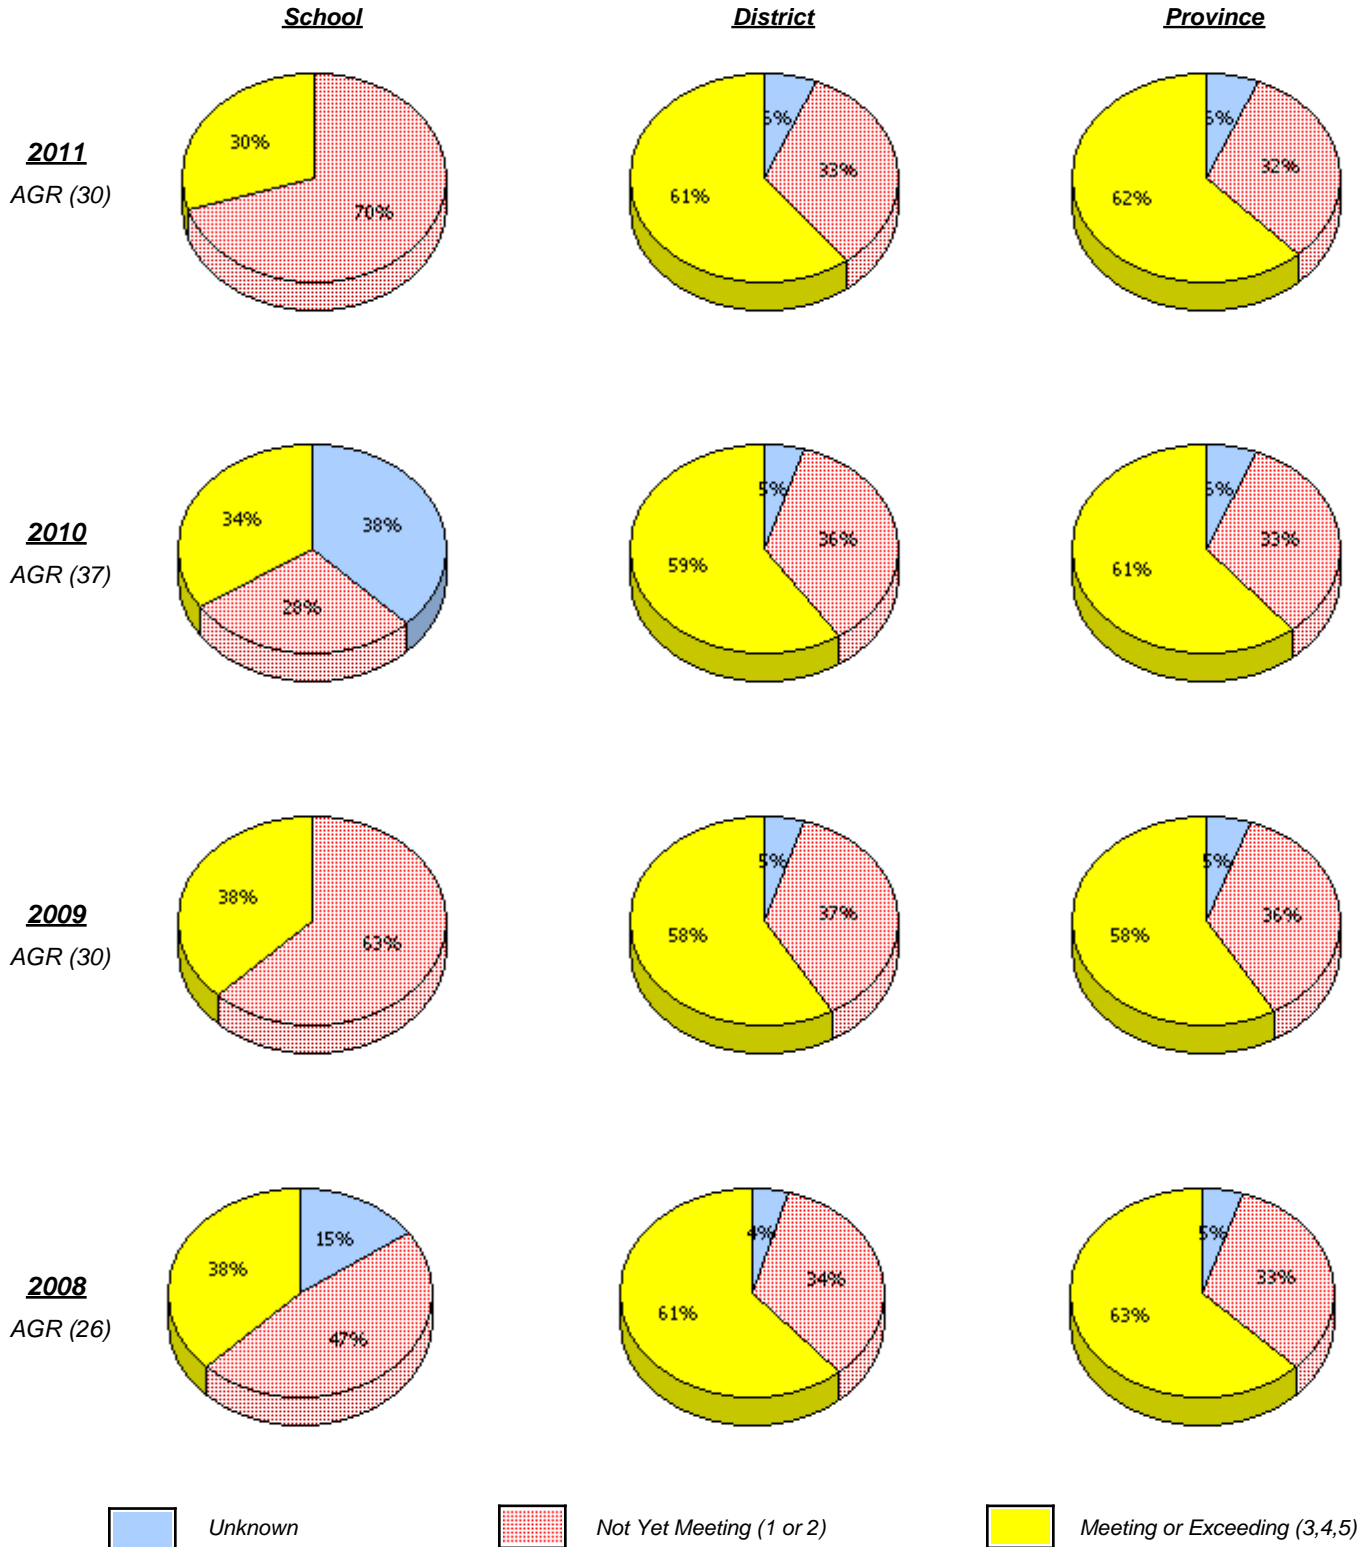 School District Province
30% 70% 6% 33% 61% 6% 32% 62%
2011
AGR (30)
34% 38% 28% 5% 36% 59% 6% 33% 61%
2010
AGR (37)
38% 63% 5% 37% 58% 5% 36% 58%
2009
AGR (30)
38% 15% 47% 4% 34% 61% 5% 33% 63%
2008
AGR (26)
Unknown Not Yet Meeting (1 or 2) Meeting or Exceeding (3,4,5)